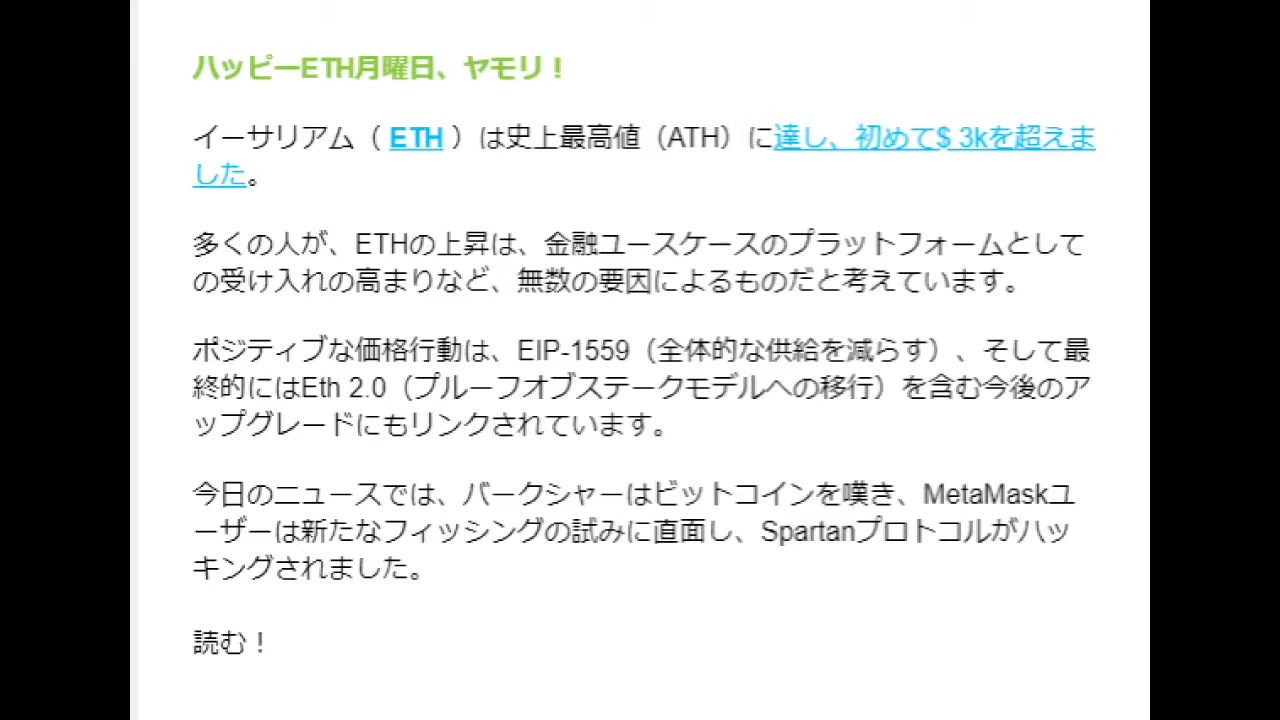 ハッピーETH月曜日、ヤモリ！
イーサリアム（ ETH ）は史上最高値（ATH）に達し、初めて$ 3kを超えま
した。
多くの人が、ETHの上昇は、金融ユースケースのプラットフォームとして
の受け入れの高まりなど、無数の要因によるものだと考えています。
ポジティブな価格行動は、EIP-1559（全体的な供給を減らす）、そして最
終的にはEth 2.0（プルーフオブステークモデルへの移行）を含む今後のア
ップグレードにもリンクされています。
今日のニュースでは、バークシャーはビットコインを嘆き、MetaMaskユ
ーザーは新たなフィッシングの試みに直面し、Spartanプロトコルがハッ
キングされました。
読む！